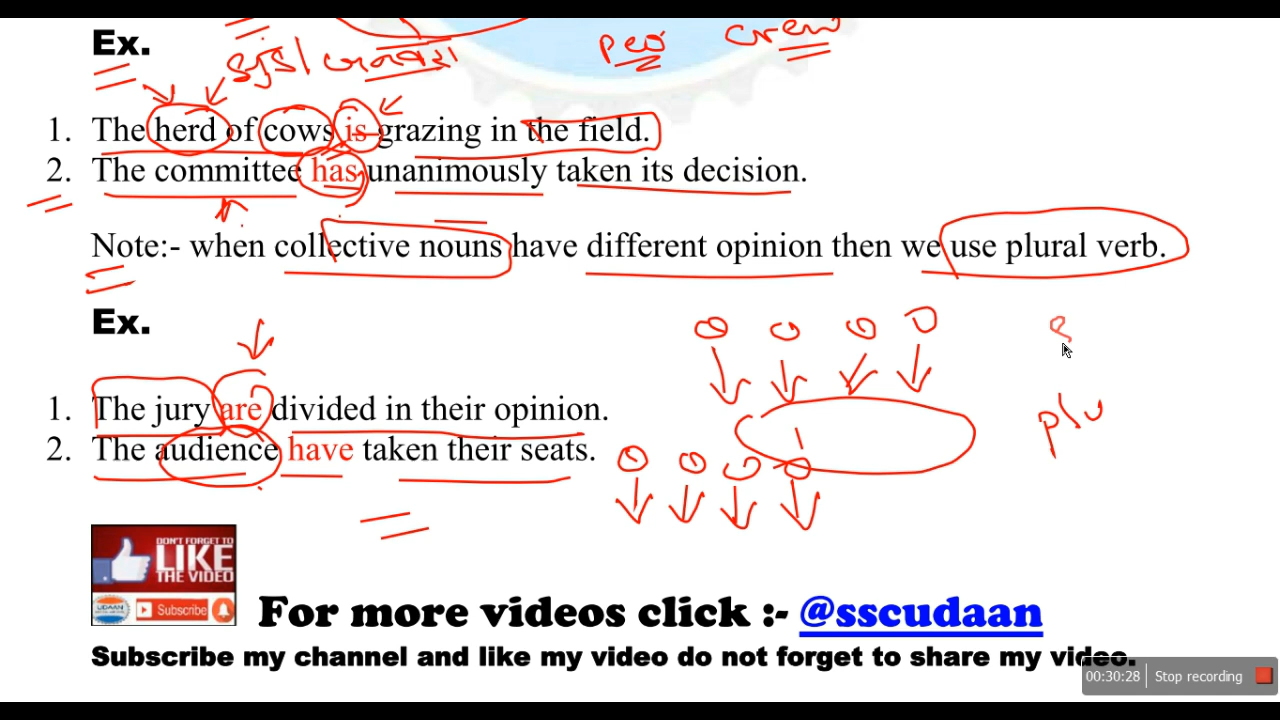 Ex.
peo crew
1. The herd of cows is grazing in the field.
2. The committee has unanimously taken its decision.
Note:- when collective nouns have different opinion then we use plural verb.
Ex.
1. The jury are divided in their opinion.
plu
2. The audience have taken their seats.
DON'T FORGET TO
LIKE
THE VIDEO
UDAAN Subscribe
For more videos click :- @sscudaan
Subscribe my channel and like my video do not forget to share my video.
00:30:28 Stop recording